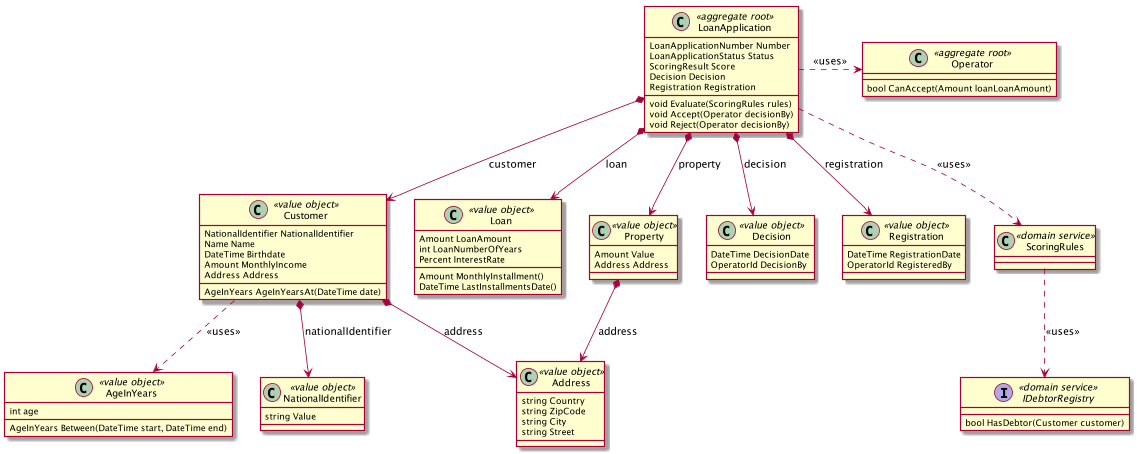 C «aggregate root»
LoanApplication
LoanApplicationNumber Number
LoanApplicationStatus Status
ScoringResult Score
Decision Decision
Registration Registration
void Evaluate(ScoringRules rules)
void Accept(Operator decisionBy)
void Reject(Operator decisionBy)
«uses»
C «aggregate root»
Operator
bool CanAccept(Amount loanLoanAmount)
customer
loan
property
decision
registration
«uses»
C «value object»
Customer
NationalIdentifier NationalIdentifier
Name Name
DateTime Birthdate
Amount MonthlyIncome
Address Address
AgeInYears AgeInYearsAt(DateTime date)
C «value object»
Loan
Amount LoanAmount
int LoanNumberOfYears
Percent InterestRate
Amount MonthlyInstallment()
DateTime LastInstallmentsDate()
C «value object»
Property
Amount Value
Address Address
C «value object»
Decision
DateTime DecisionDate
OperatorId DecisionBy
C «value object»
Registration
DateTime RegistrationDate
OperatorId RegisteredBy
C «domain service»
ScoringRules
«uses»
nationalIdentifier
address
address
«uses»
C «value object»
AgeInYears
int age
AgeInYears Between(DateTime start, DateTime end)
C «value object»
NationalIdentifier
string Value
C «value object»
Address
string Country
string ZipCode
string City
string Street
I «domain service»
IDebtorRegistry
bool HasDebtor(Customer customer)